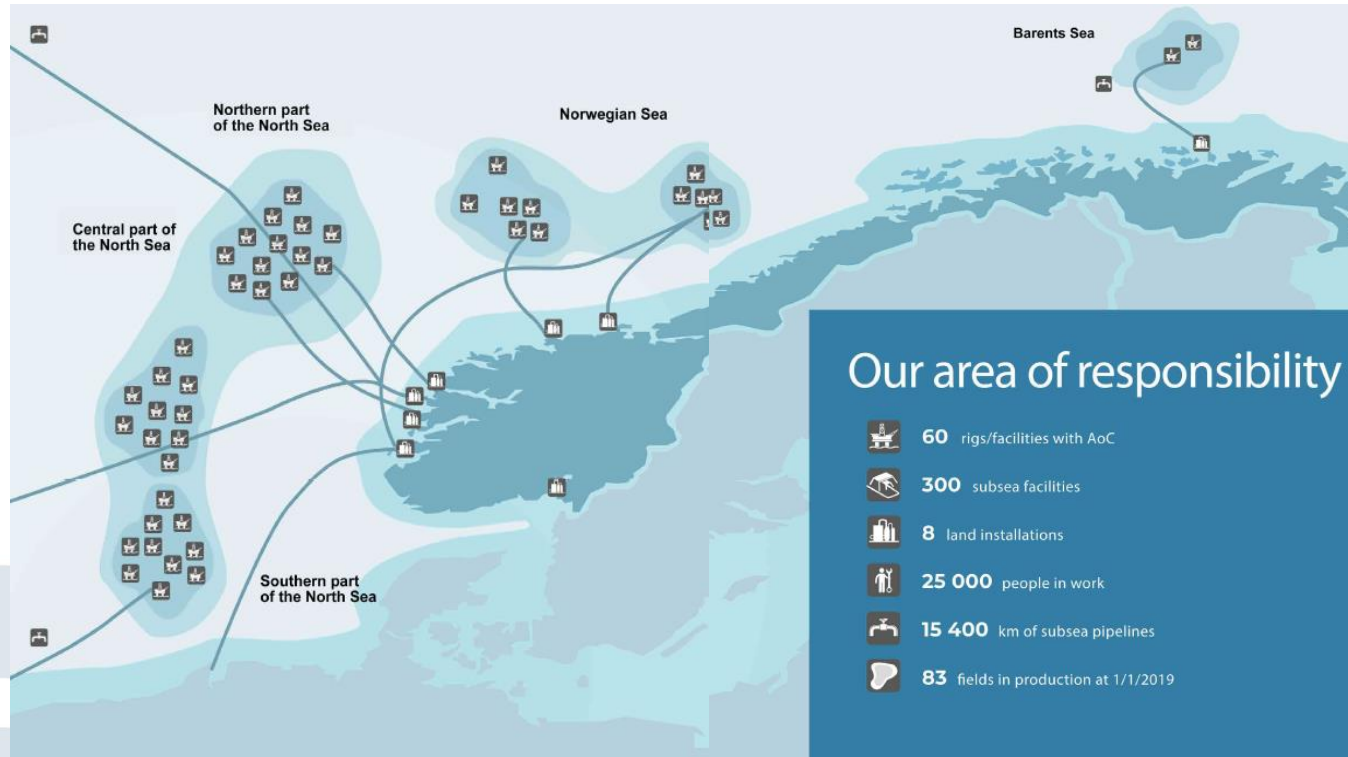 Barents Sea
Northern part
of the North Sea
Norwegian Sea
Central part of
the North Sea
Southern part
of the North Sea
Our area of responsibility
60 rigs/facilities with AoC
300 subsea facilities
8 land installations
25 000 people in work
15 400 km of subsea pipelines
83 fields in production at 1/1/2019